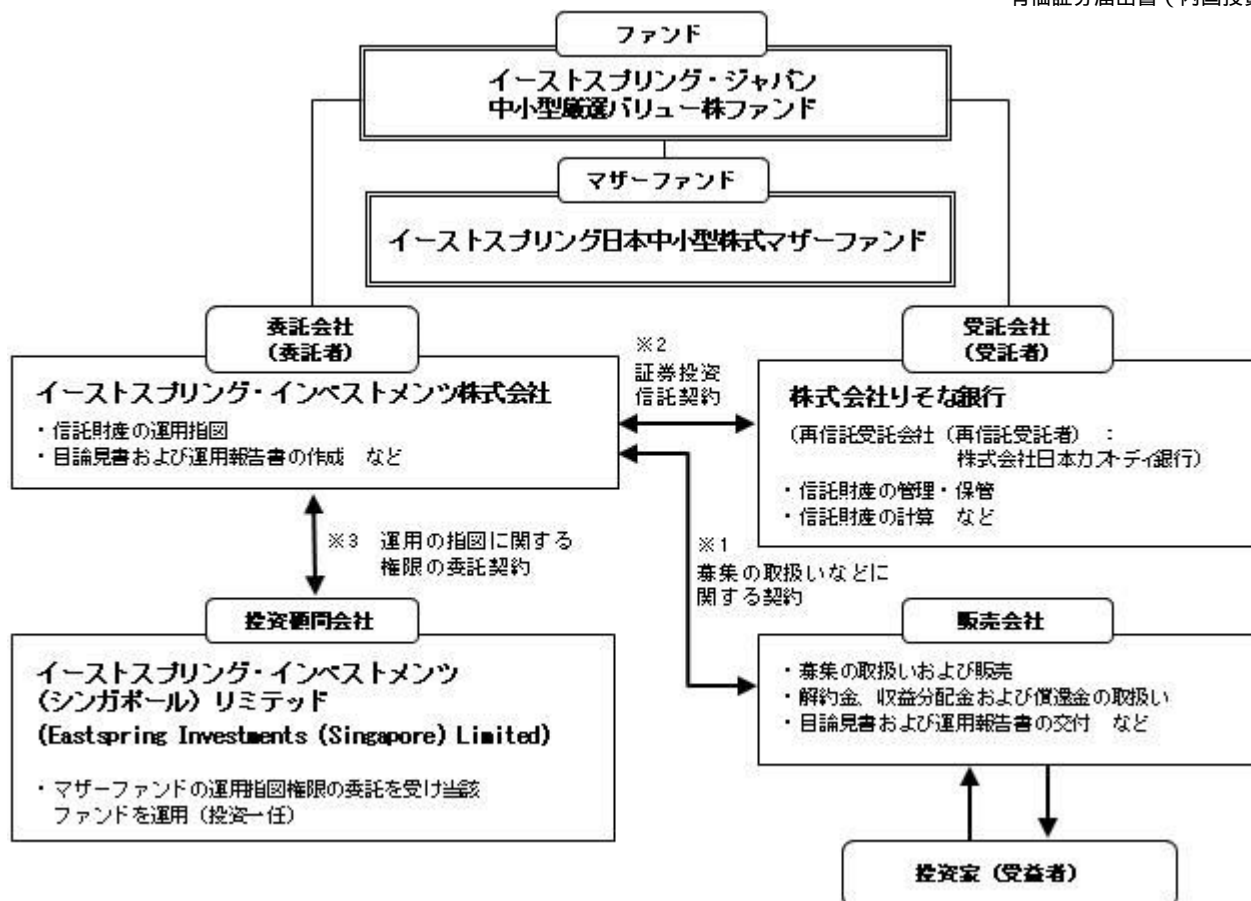 ファンド
イーストスプリング・ジャパン
中小型厳選バリュー株ファンド
マザーファンド
イーストスプリング日本中小型株式マザーファンド
委託会社
(委託者)
イーストスプリング・インベストメンツ株式会社
・信託財産の運用指図
・目論見書および運用報告書の作成 など
※2
証券投資
信託契約
受託会社
(受託者)
株式会社りそな銀行
(再信託受託会社(再信託受託者) :
株式会社日本カストディ銀行)
・信託財産の管理・保管
・信託財産の計算 など
※3 運用の指図に関する
権限の委託契約
※1
募集の取扱いなどに
関する契約
投資顧問会社
イーストスプリング・インベストメンツ
(シンガポール)リミテッド
(Eastspring Investments (Singapore) Limited)
・マザーファンドの運用指図権限の委託を受け当該
ファンドを運用(投資一任)
販売会社
・募集の取扱いおよび販売
・解約金、収益分配金および償還金の取扱い
・目論見書および運用報告書の交付 など
投資家(受益者)